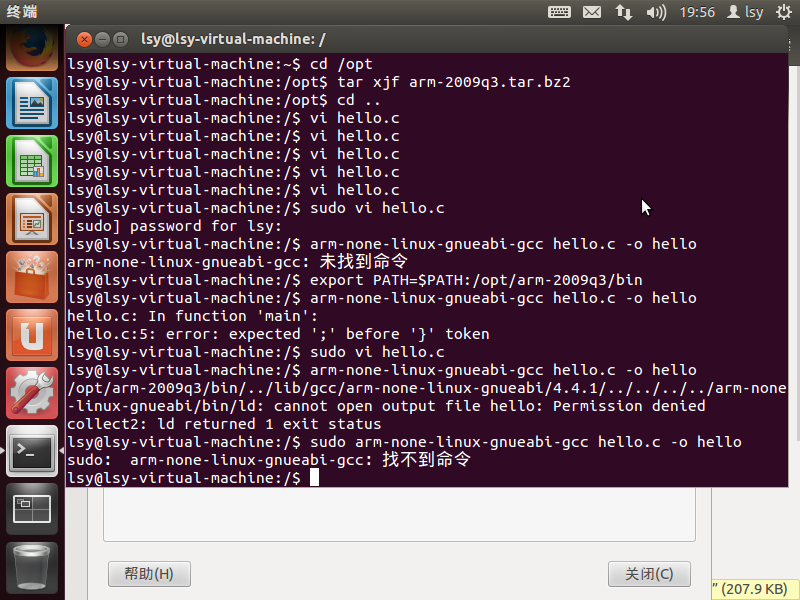 终端
19:56
lsy
lsy@lsy-virtual-machine: /
lsy@lsy-virtual-machine:~$ cd /opt
lsy@lsy-virtual-machine:/opt$ tar xjf arm-2009q3.tar.bz2
lsy@lsy-virtual-machine:/opt$ cd ..
lsy@lsy-virtual-machine:/$ vi hello.c
lsy@lsy-virtual-machine:/$ vi hello.c
lsy@lsy-virtual-machine:/$ vi hello.c
lsy@lsy-virtual-machine:/$ vi hello.c
lsy@lsy-virtual-machine:/$ vi hello.c
lsy@lsy-virtual-machine:/$ sudo vi hello.c
[sudo] password for lsy:
lsy@lsy-virtual-machine:/$ arm-none-linux-gnueabi-gcc hello.c -o hello
arm-none-linux-gnueabi-gcc: 未找到命令
lsy@lsy-virtual-machine:/$ export PATH=$PATH:/opt/arm-2009q3/bin
lsy@lsy-virtual-machine:/$ arm-none-linux-gnueabi-gcc hello.c -o hello
hello.c: In function 'main':
hello.c:5: error: expected ';' before '}' token
lsy@lsy-virtual-machine:/$ sudo vi hello.c
lsy@lsy-virtual-machine:/$ arm-none-linux-gnueabi-gcc hello.c -o hello
/opt/arm-2009q3/bin/../lib/gcc/arm-none-linux-gnueabi/4.4.1/../../../../arm-none
-linux-gnueabi/bin/ld: cannot open output file hello: Permission denied
collect2: ld returned 1 exit status
lsy@lsy-virtual-machine:/$ sudo arm-none-linux-gnueabi-gcc hello.c -o hello
sudo:  arm-none-linux-gnueabi-gcc: 找不到命令
lsy@lsy-virtual-machine:/$
帮助(H)
关闭(C)
” (207.9 KB)